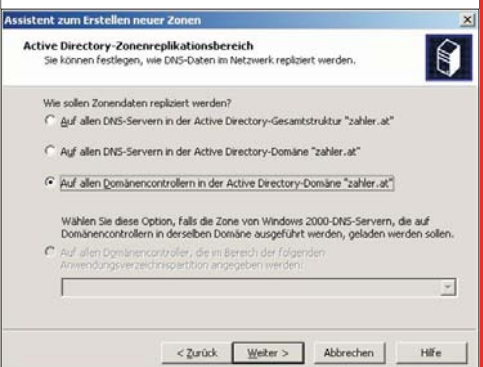 Assistent zum Erstellen neuer Zonen
Active Directory-Zonenreplikationsbereich
Sie können festlegen, wie DNS-Daten im Netzwerk repliziert werden.
Wie sollen Zonendaten repliziert werden?
Auf allen DNS-Servern in der Active Directory-Gesamtstruktur "zahler.at"
Auf allen DNS-Servern in der Active Directory-Domäne "zahler.at"
Auf allen Domänencontrollern in der Active Directory-Domäne "zahler.at"
Wählen Sie diese Option, falls die Zone von Windows 2000-DNS-Servern, die auf
Domänencontrollern in derselben Domäne ausgeführt werden, geladen werden sollen.
Auf allen Domänencontroller, die im Bereich der folgenden
Anwendungsverzeichnispartition angegeben werden:
< Zurück Weiter > Abbrechen Hilfe